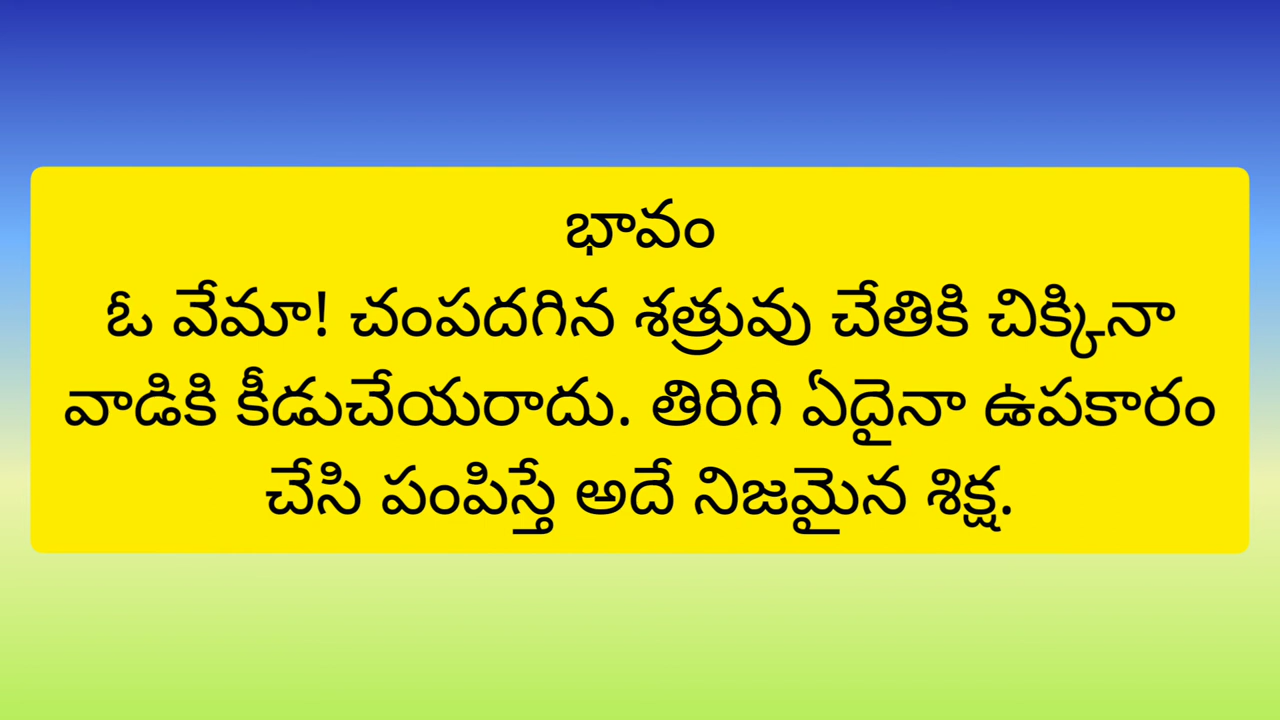 భావం
ఓ వేమా! చంపదగిన శత్రువు చేతికి చిక్కినా
వాడికి కీడుచేయరాదు. తిరిగి ఏదైనా ఉపకారం
చేసి పంపిస్తే అదే నిజమైన శిక్ష.